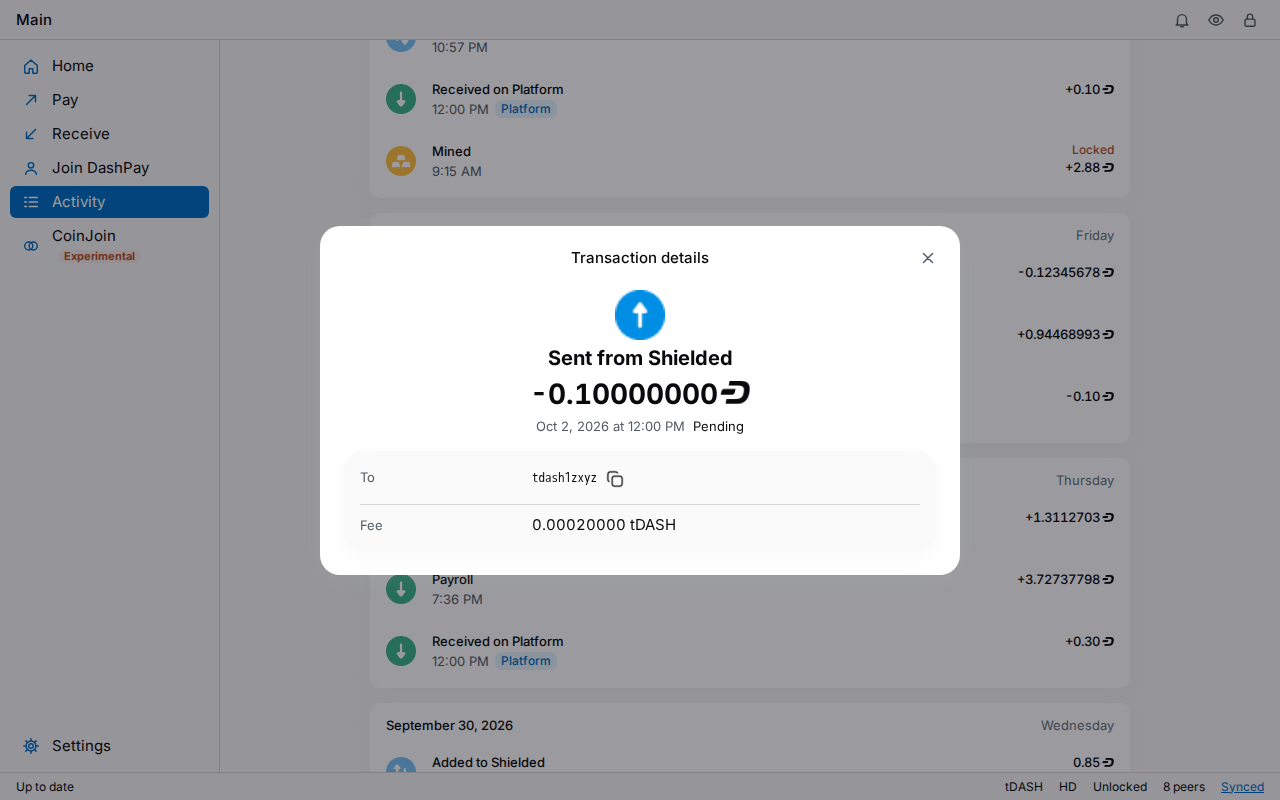 Main
Home
Pay
Receive
Join DashPay
Activity
CoinJoin
Experimental
Settings
10:57 PM
Received on Platform
+0.10
12:00 PM Platform
Mined
Locked
9:15 AM
+2.88
Friday
-0.12345678
+0.94468993
-0.10
Transaction details
Sent from Shielded
-0.10000000
Oct 2, 2026 at 12:00 PM Pending
To tdash1zxyz
Fee 0.00020000 tDASH
Thursday
+1.3112703
Payroll
+3.72737798
7:36 PM
Received on Platform
+0.30
12:00 PM Platform
September 30, 2026 Wednesday
Added to Shielded 0.85
Up to date tDASH HD Unlocked 8 peers Synced